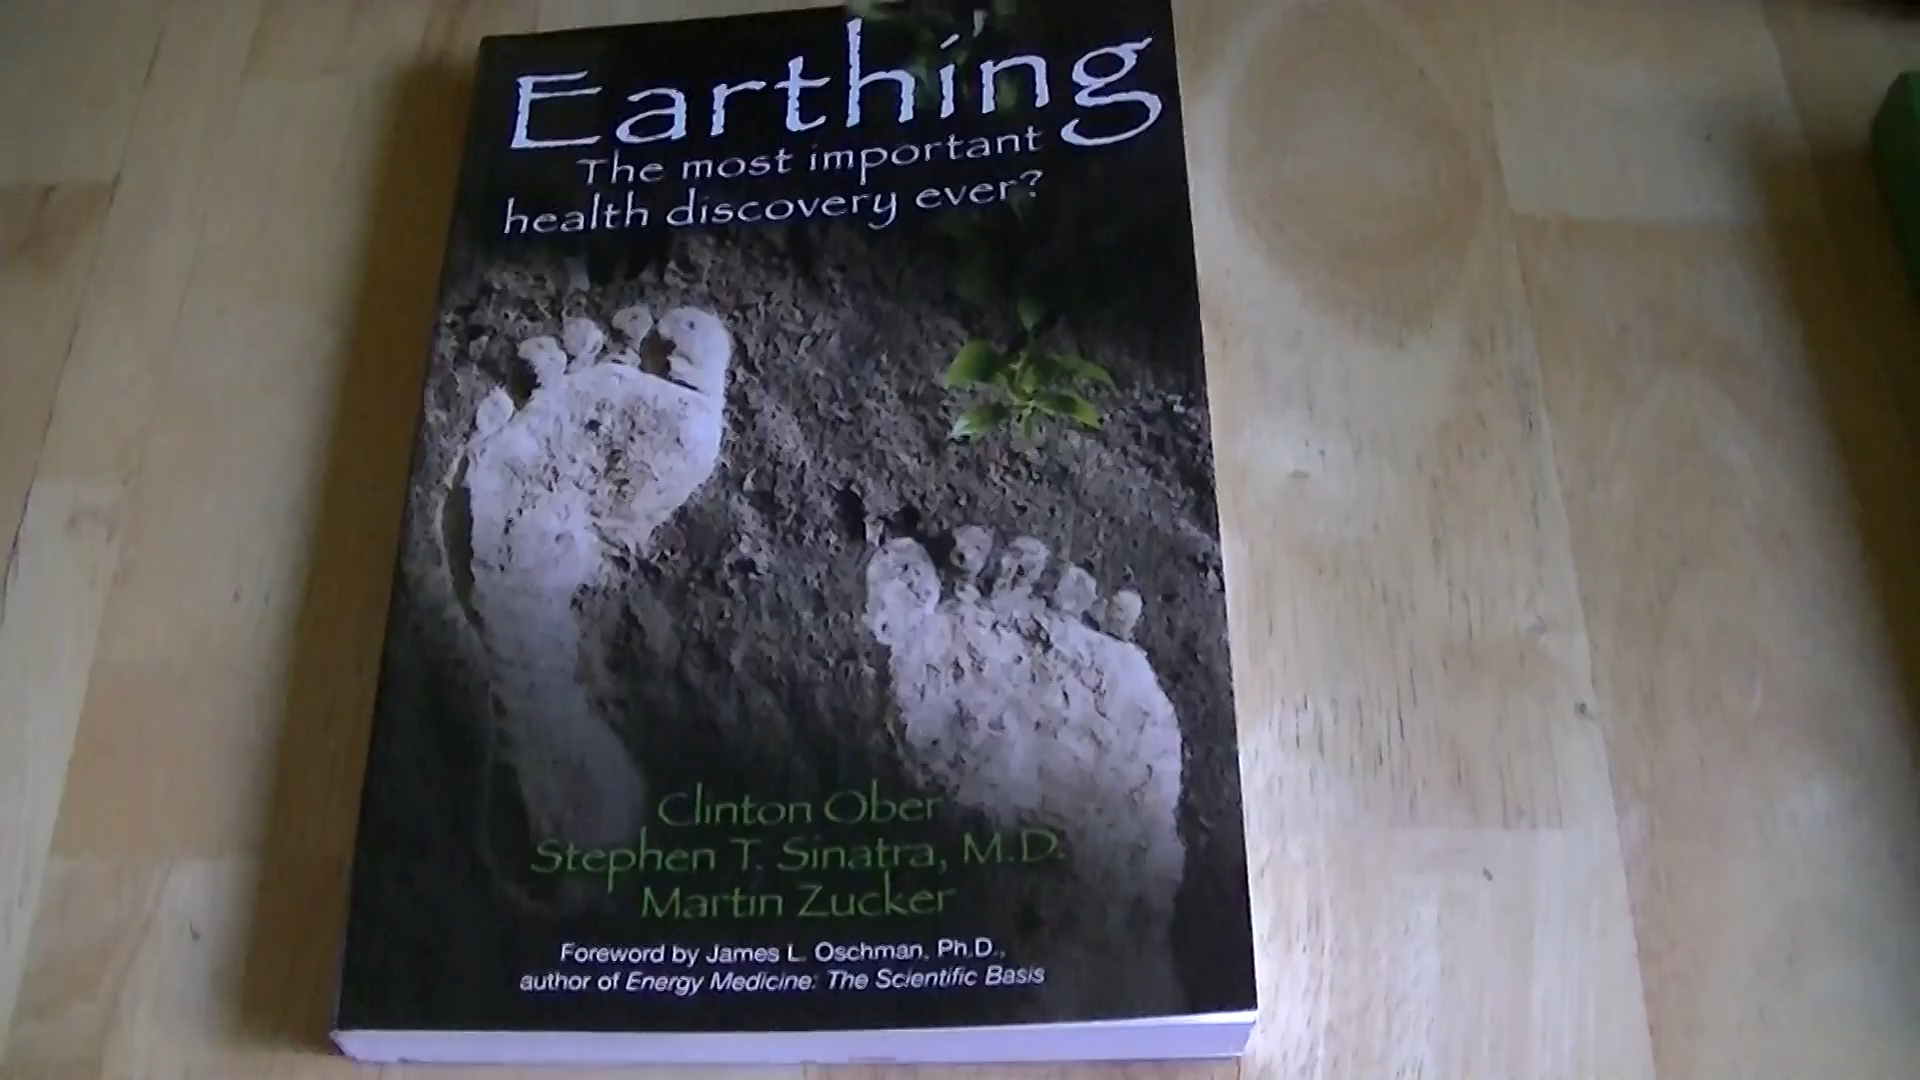 Earthing
The most important
health discovery ever?
Clinton Ober
Stephen T. Sinatra, M.D.
Martin Zucker
Foreword by James L. Oschman, Ph.D.,
author of Energy Medicine: The Scientific Basis